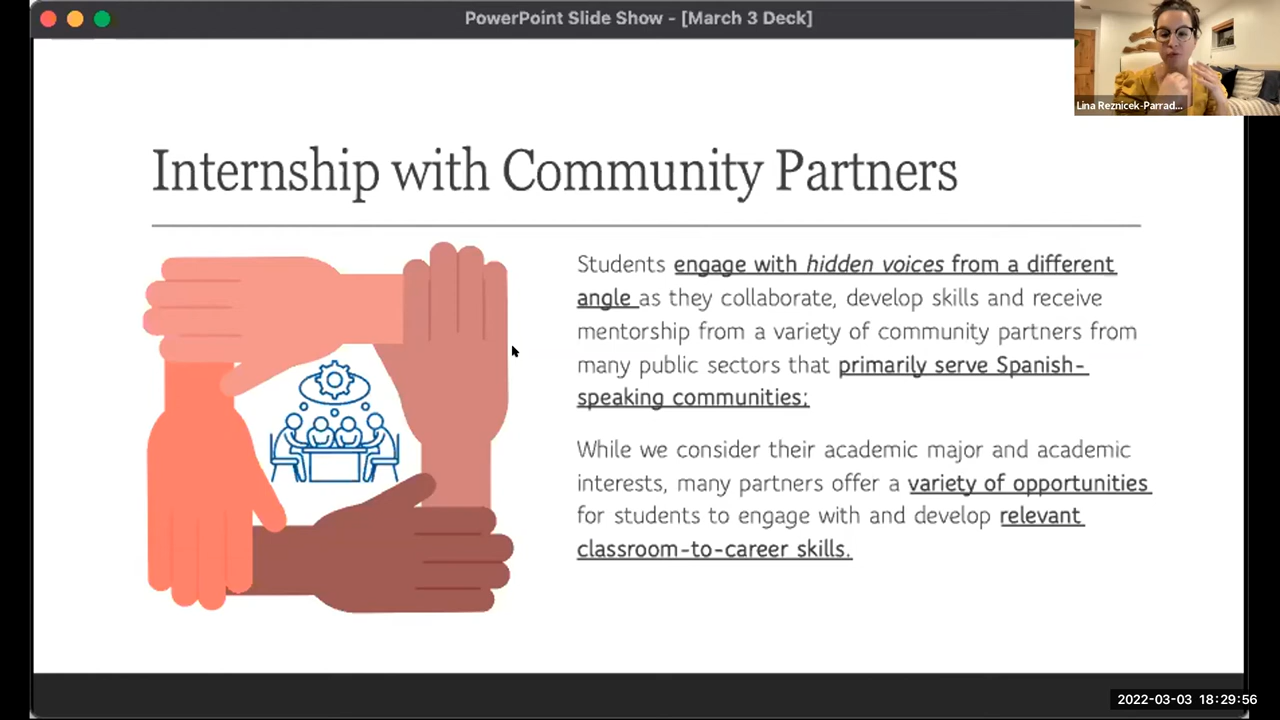 PowerPoint Slide Show - [March 3 Deck]
Lina Reznicek-Parrad...
Internship with Community Partners
Students engage with hidden voices from a different
angle as they collaborate, develop skills and receive
mentorship from a variety of community partners from
many public sectors that primarily serve Spanish-
speaking communities;
While we consider their academic major and academic
interests, many partners offer a variety of opportunities
for students to engage with and develop relevant
classroom-to-career skills.
2022-03-03 18:29:56